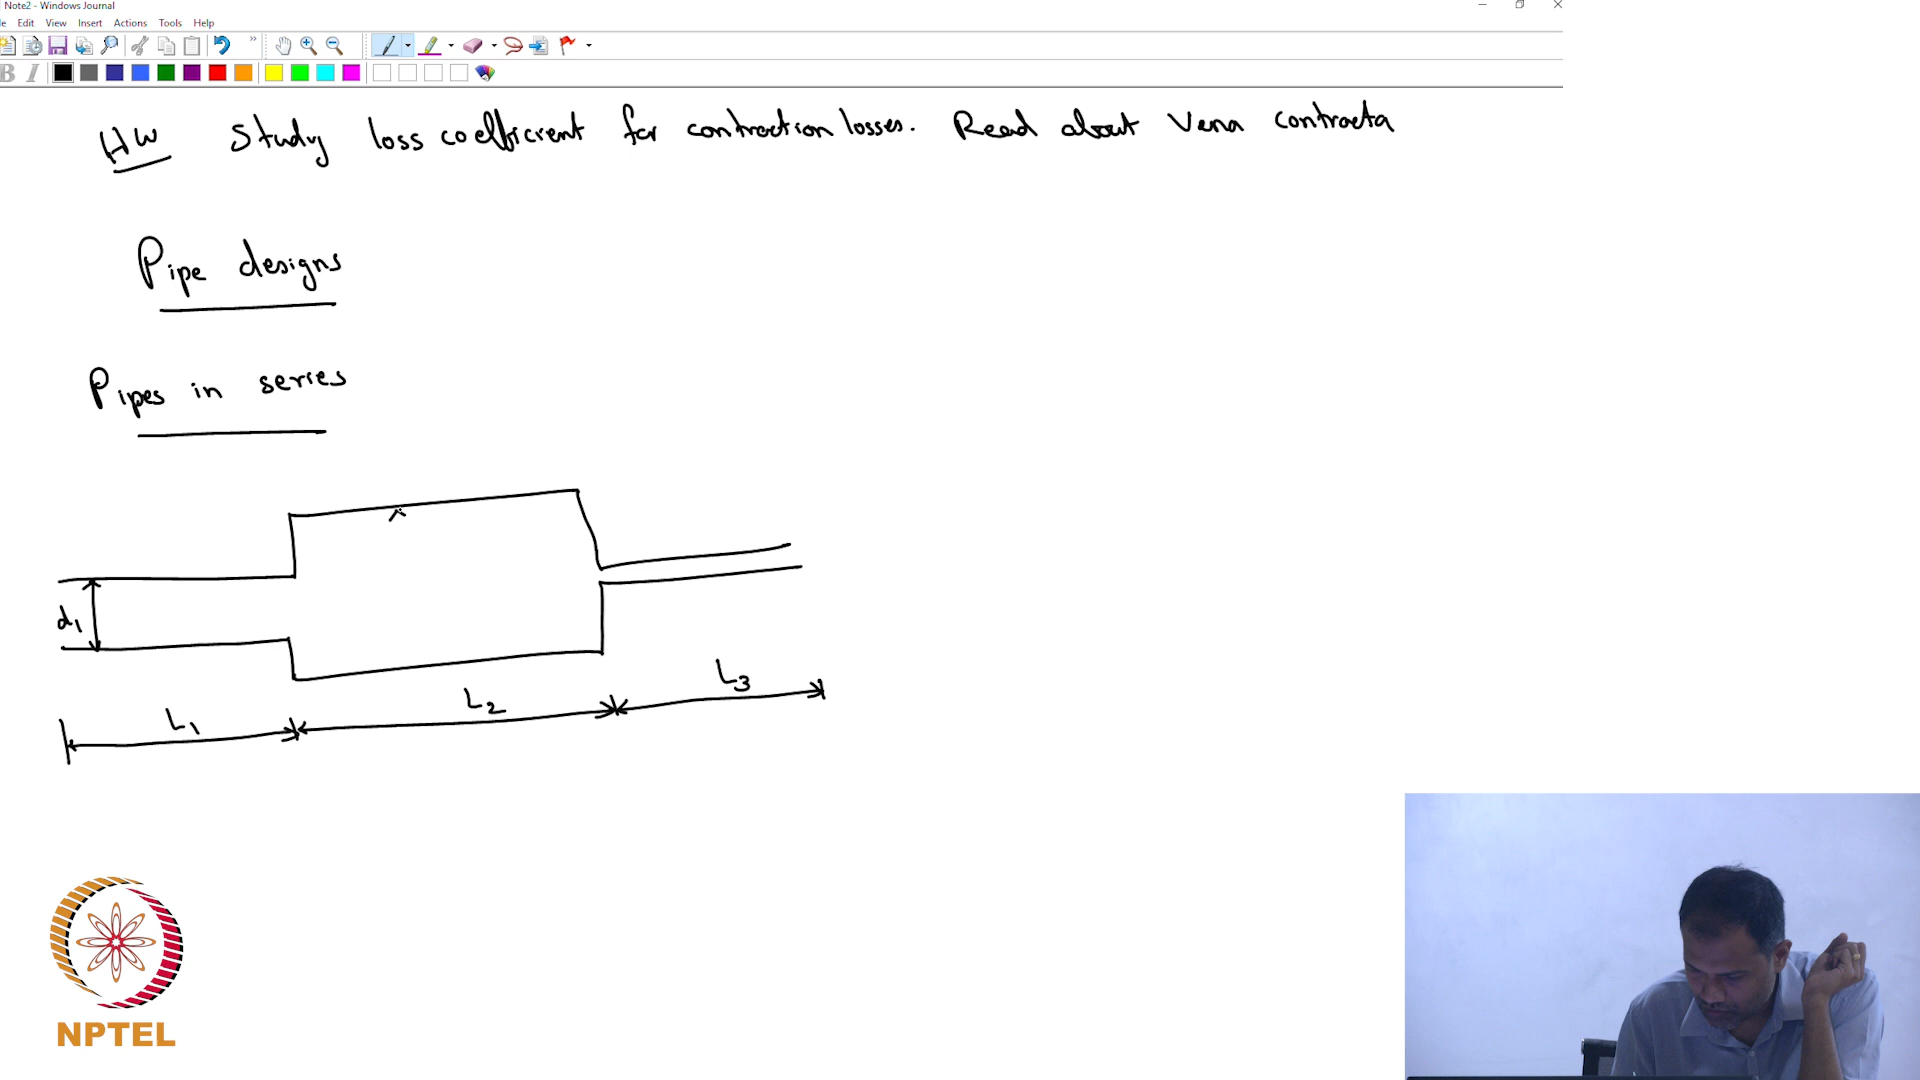 Note2 - Windows Journal
Edit View Insert Actions Tools Help
HW Study loss coefficient for contraction losses. Read about Vena contracta
Pipe designs
Pipes in series
d1
L1
L2
L3
NPTEL